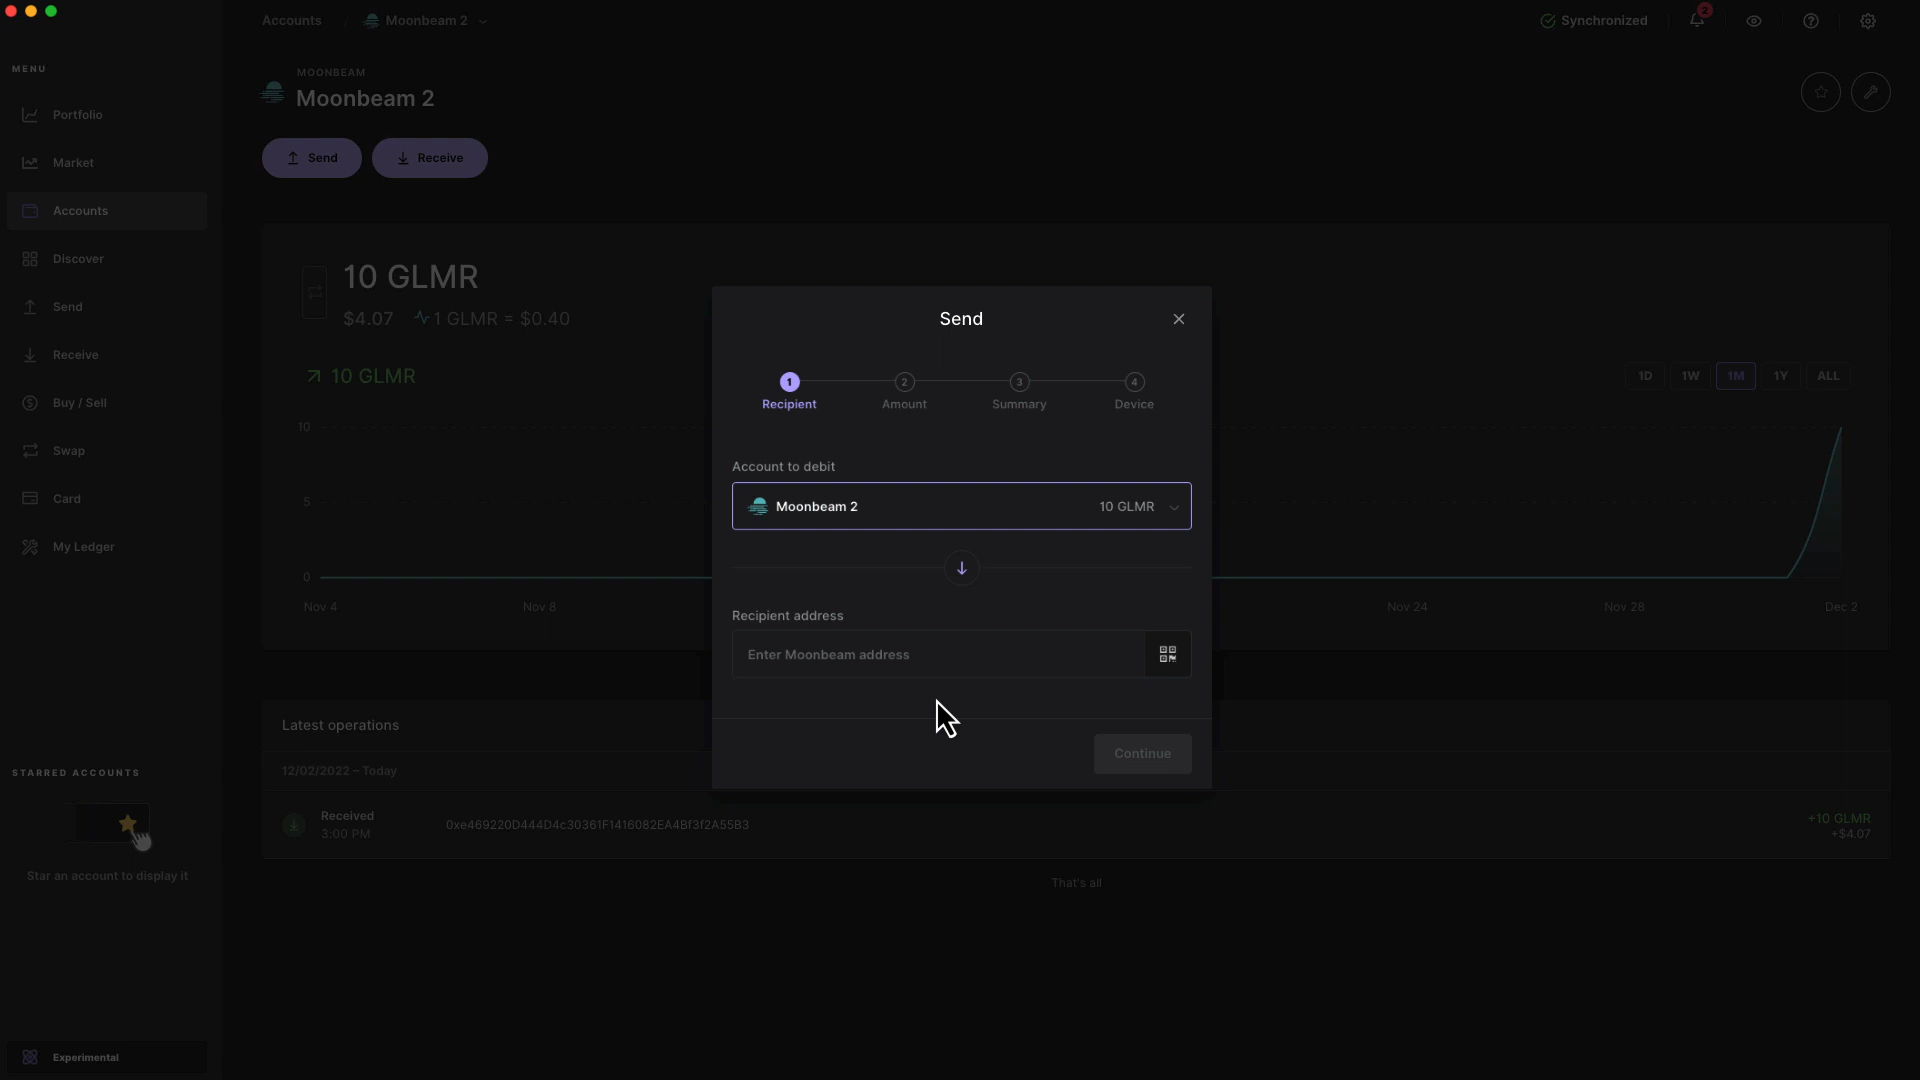 Accounts / Moonbeam 2
Synchronized
2
MENU
Portfolio
Market
Accounts
Discover
Send
Receive
Buy / Sell
Swap
Card
My Ledger
STARRED ACCOUNTS
Star an account to display it
Experimental
MOONBEAM
Moonbeam 2
Send
Receive
10 GLMR
$4.07 1 GLMR = $0.40
10 GLMR
1D 1W 1M 1Y ALL
10
5
0
Nov 4 Nov 8 Nov 24 Nov 28 Dec 2
Send
1 2 3 4
Recipient Amount Summary Device
Account to debit
Moonbeam 2 10 GLMR
Recipient address
Enter Moonbeam address
Continue
Latest operations
12/02/2022 – Today
Received
3:00 PM
0xe469220D444D4c30361F1416082EA4Bf3f2A55B3
+10 GLMR
+$4.07
That's all